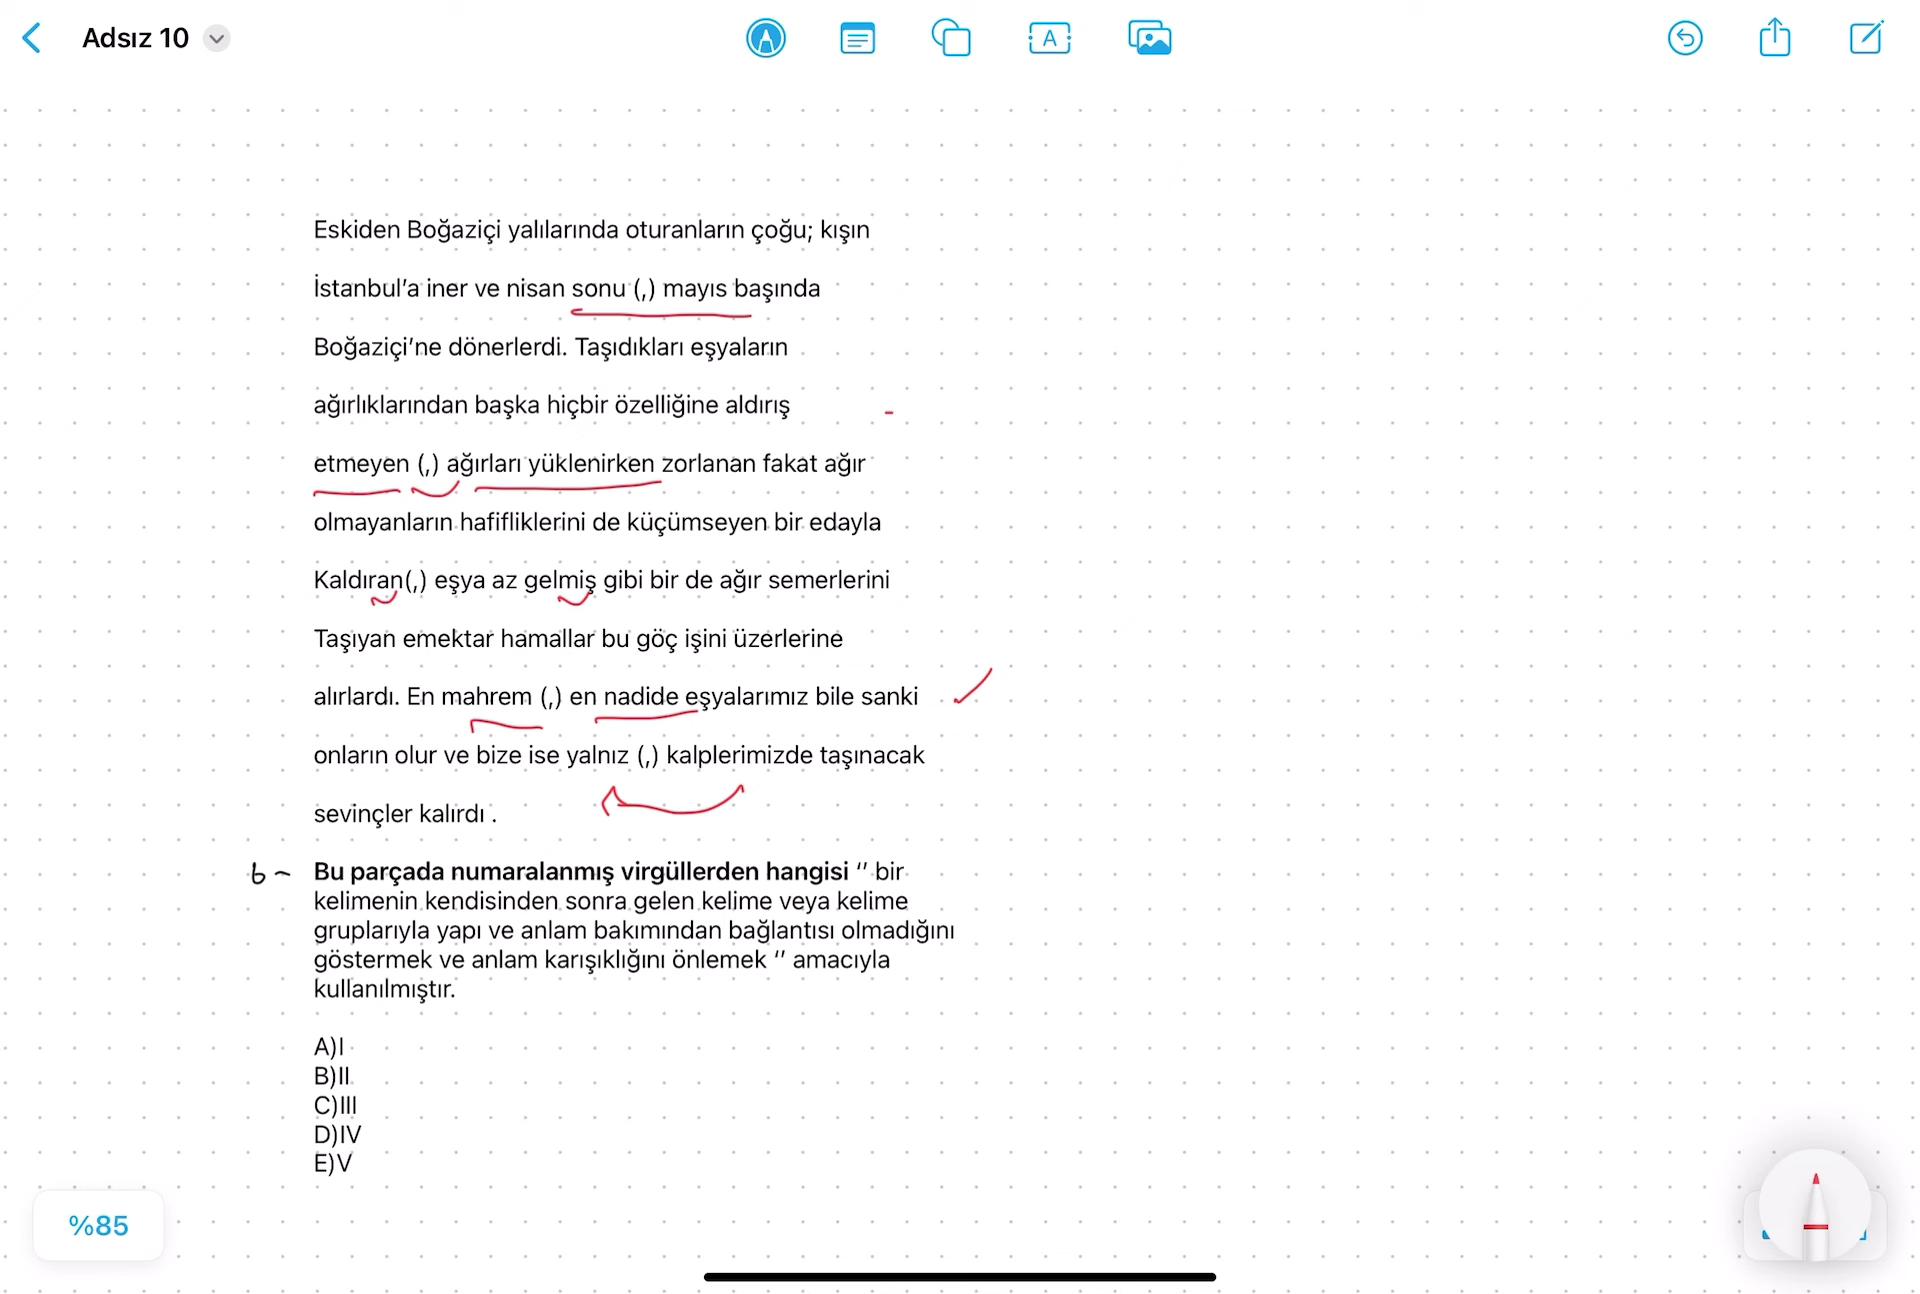 Adsız 10
A
Eskiden Boğaziçi yalılarında oturanların çoğu; kışın
İstanbul'a iner ve nisan sonu (,) mayıs başında
Boğaziçi'ne dönerlerdi. Taşıdıkları eşyaların
ağırlıklarından başka hiçbir özelliğine aldırış
etmeyen (,) ağırları yüklenirken zorlanan fakat ağır
olmayanların hafifliklerini de küçümseyen bir edayla
Kaldıran(,) eşya az gelmiş gibi bir de ağır semerlerini
Taşıyan emektar hamallar bu göç işini üzerlerine
alırlardı. En mahrem (,) en nadide eşyalarımız bile sanki
onların olur ve bize ise yalnız (,) kalplerimizde taşınacak
sevinçler kalırdı .
6- Bu parçada numaralanmış virgüllerden hangisi '' bir
kelimenin kendisinden sonra gelen kelime veya kelime
gruplarıyla yapı ve anlam bakımından bağlantısı olmadığını
göstermek ve anlam karışıklığını önlemek '' amacıyla
kullanılmıştır.
A)I
B)II
C)III
D)IV
E)V
%85